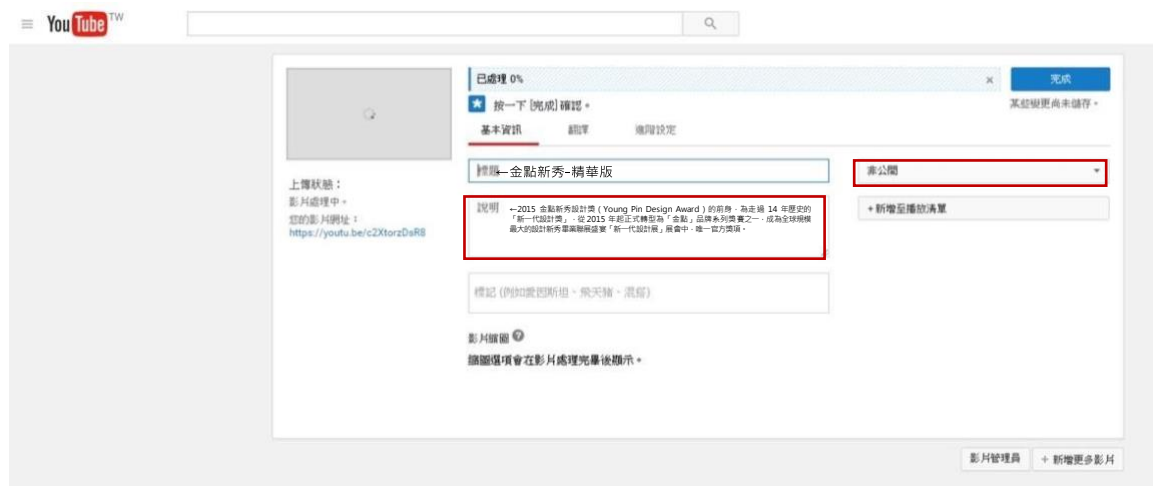 YouTube TW
已處理 0%
×
完成
按一下 [完成] 確認。
某些變更尚未儲存。
基本資訊 翻譯 進階設定
標題←金點新秀-精華版
非公開
上傳狀態：
影片處理中。
您的影片網址：
https://youtu.be/c2XtorzDsR8
說明 ←2015 金點新秀設計獎 ( Young Pin Design Award ) 的前身，為走過 14 年歷史的
「新一代設計獎」，從 2015 年起正式轉型為「金點」品牌系列獎賽之一，成為全球規模
最大的設計新秀畢業聯展盛宴「新一代設計展」展會中，唯一官方獎項。
+ 新增至播放清單
標記 (例如愛因斯坦、飛天豬、混搭)
影片縮圖 ?
縮圖選項會在影片處理完畢後顯示。
影片管理員
+ 新增更多影片